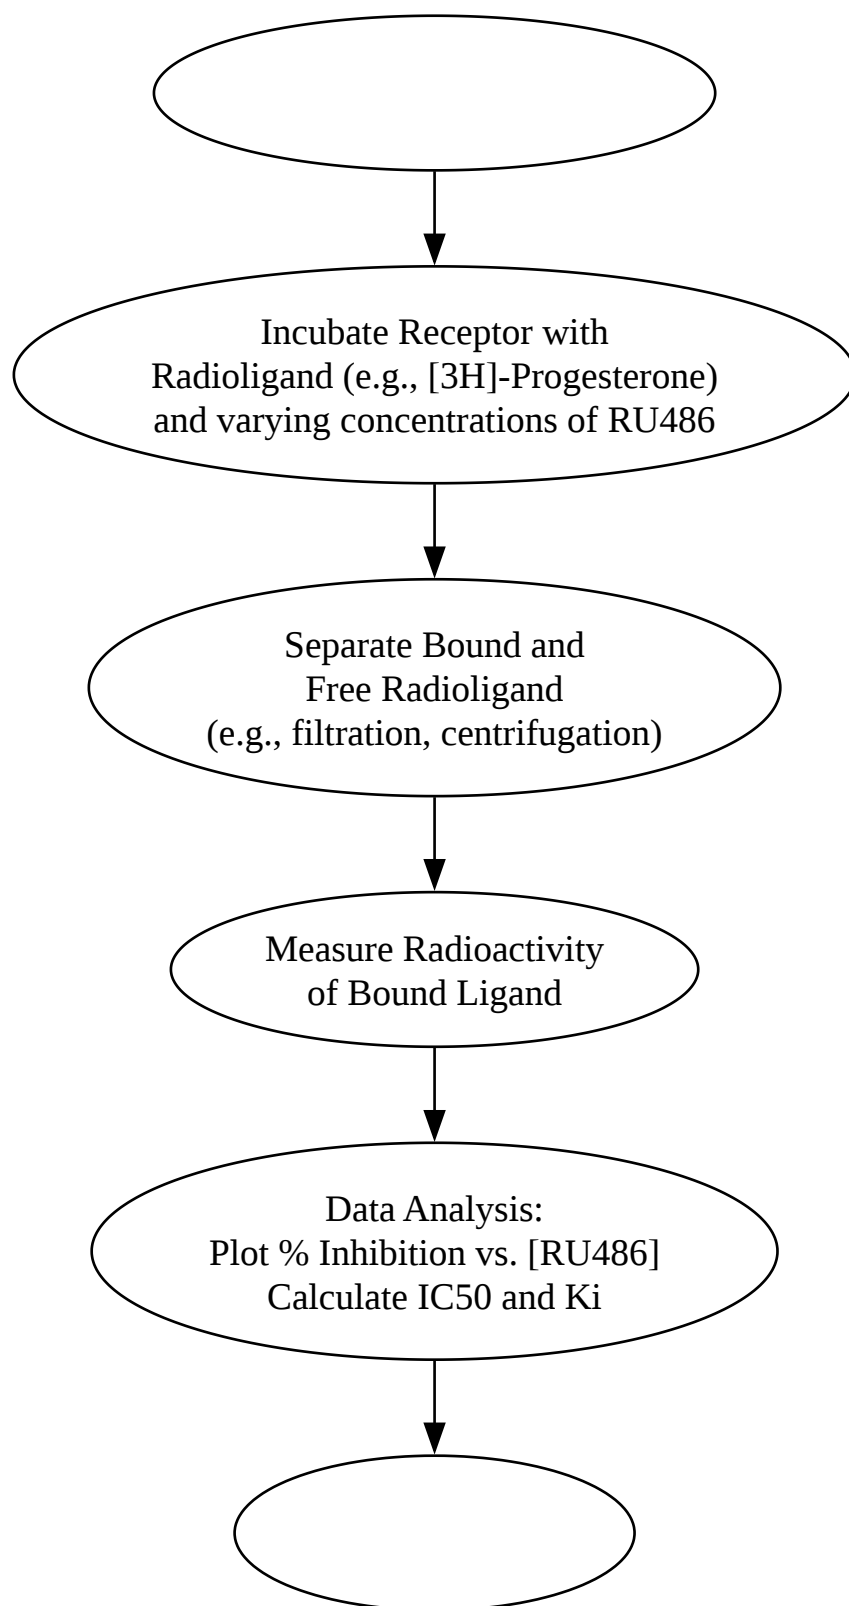 Incubate Receptor with
Radioligand (e.g., [3H]-Progesterone)
and varying concentrations of RU486
Separate Bound and
Free Radioligand
(e.g., filtration, centrifugation)
Measure Radioactivity
of Bound Ligand
Data Analysis:
Plot % Inhibition vs. [RU486]
Calculate IC50 and Ki